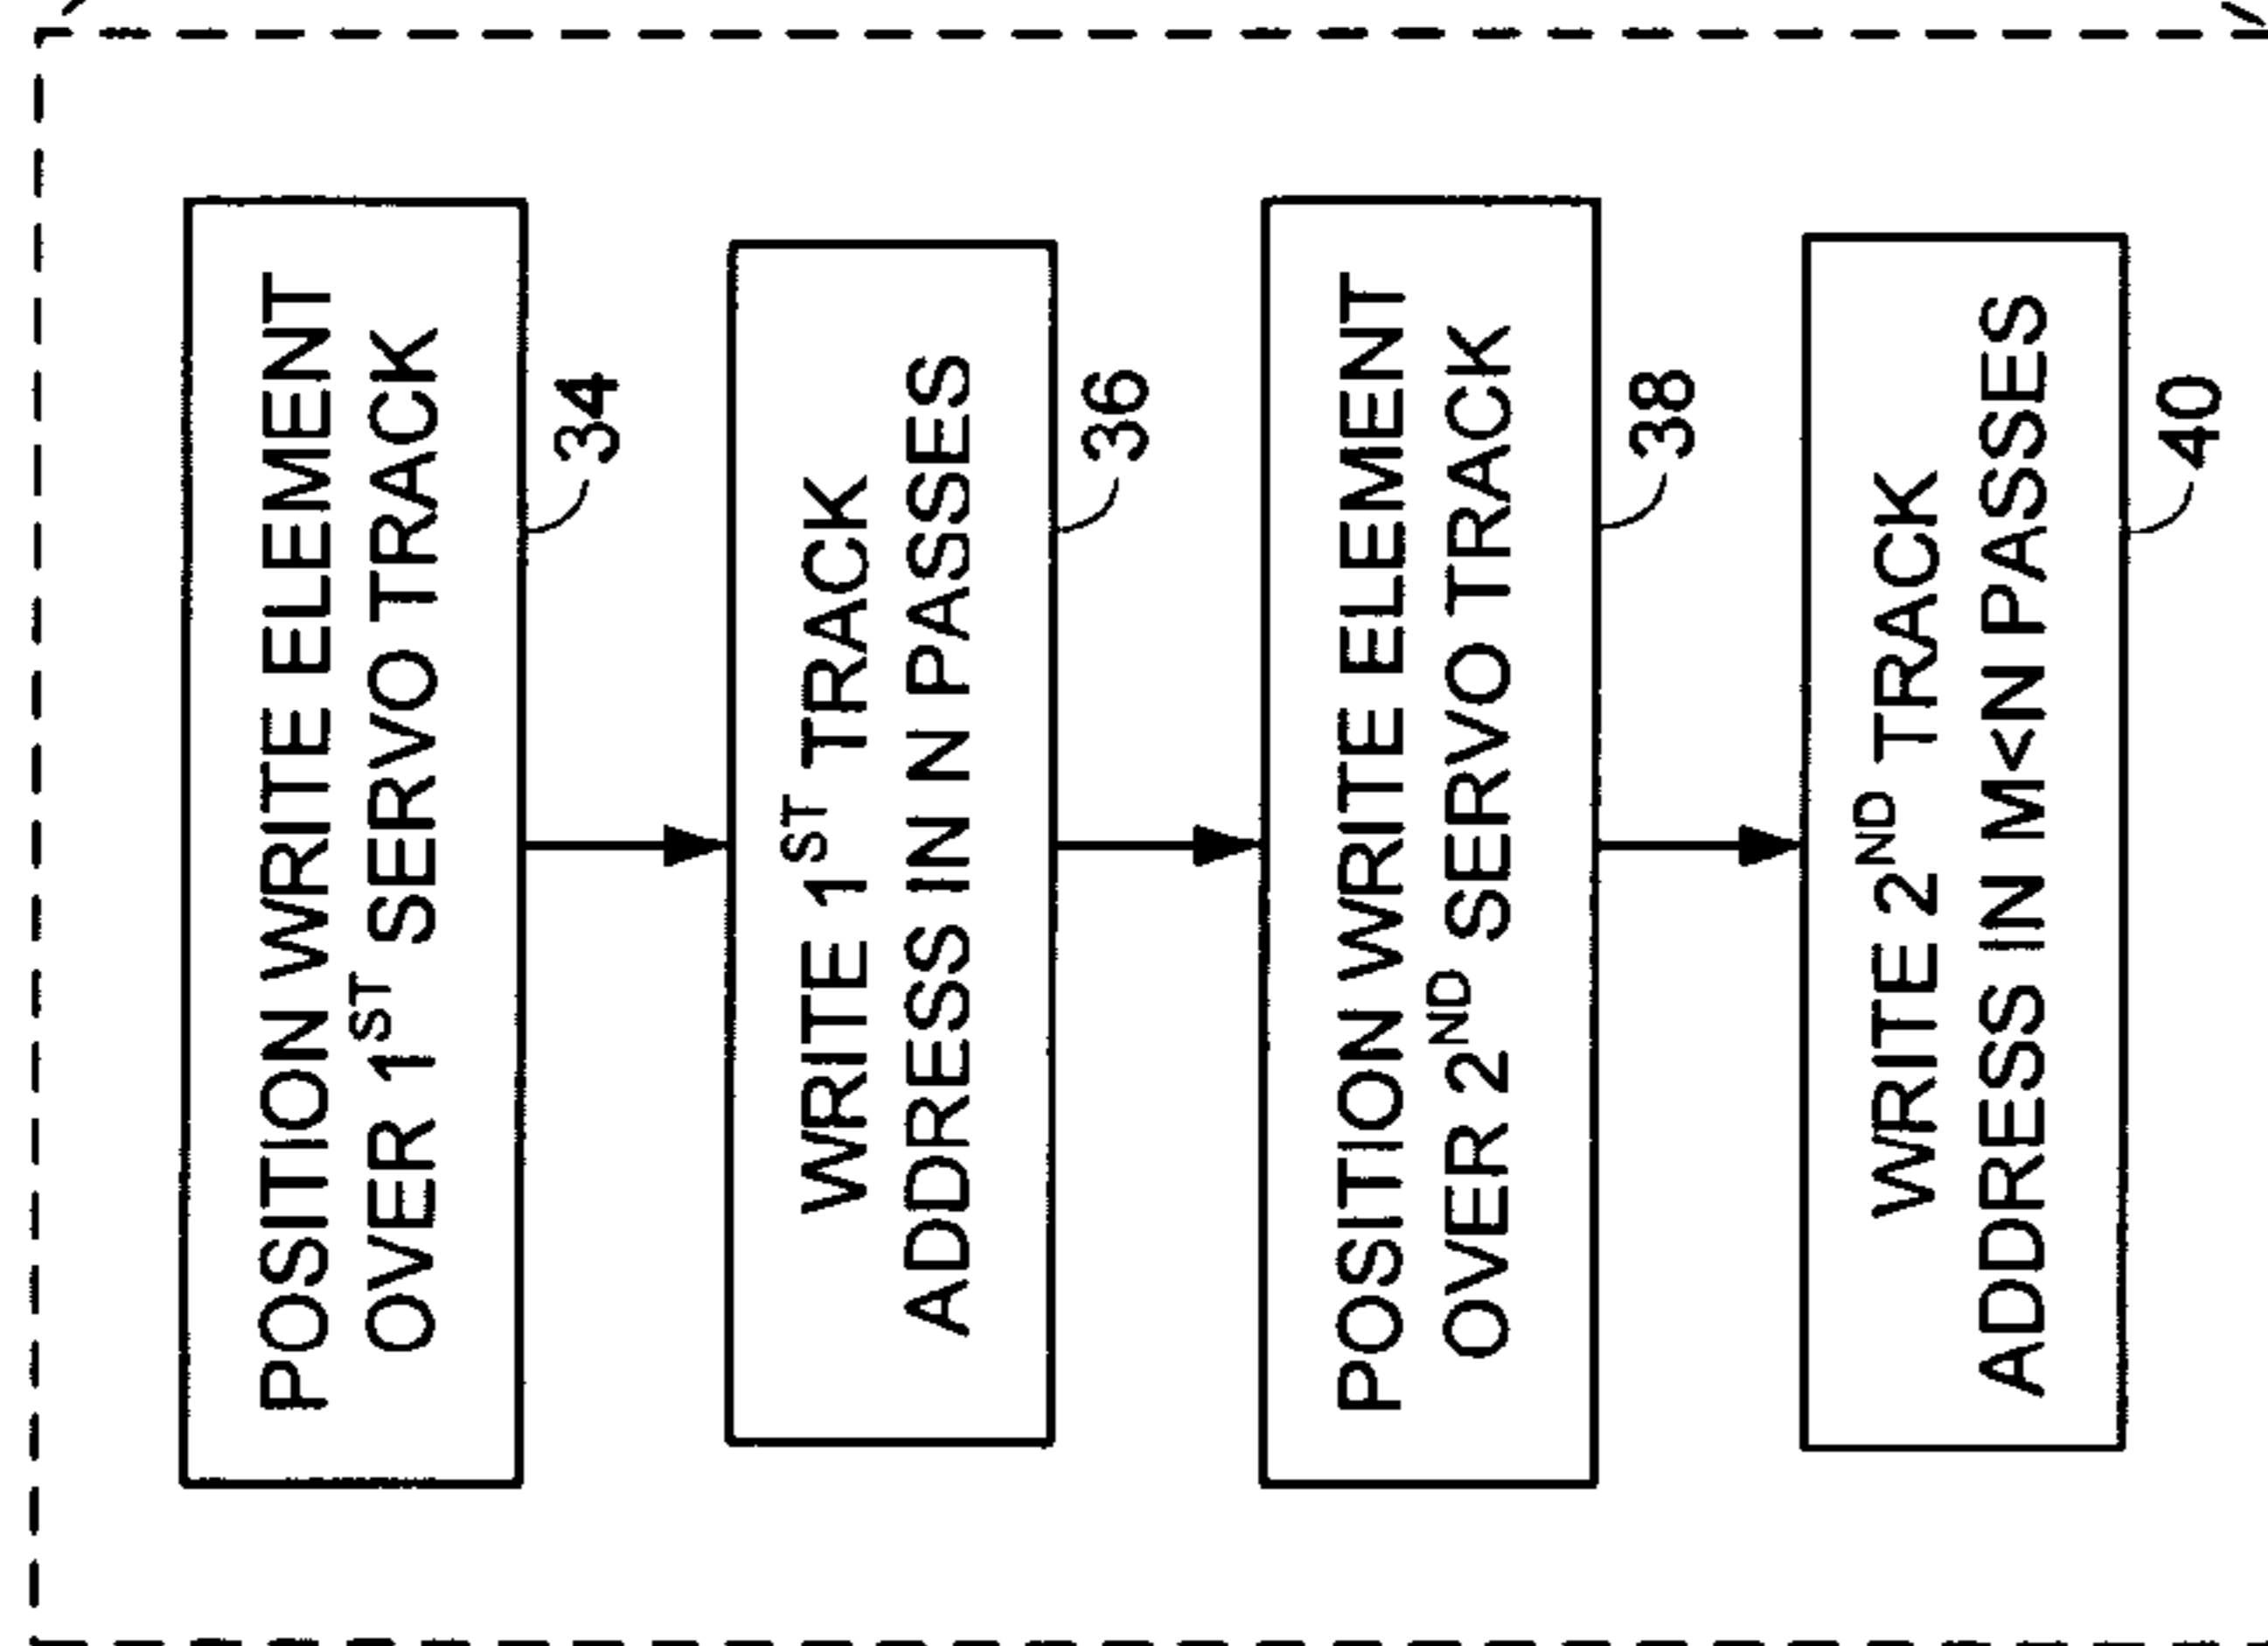 POSITION WRITE ELEMENT
OVER 1ST SERVO TRACK
34
WRITE 1ST TRACK
ADDRESS IN N PASSES
36
POSITION WRITE ELEMENT
OVER 2ND SERVO TRACK
38
WRITE 2ND TRACK
ADDRESS IN M<N PASSES
40